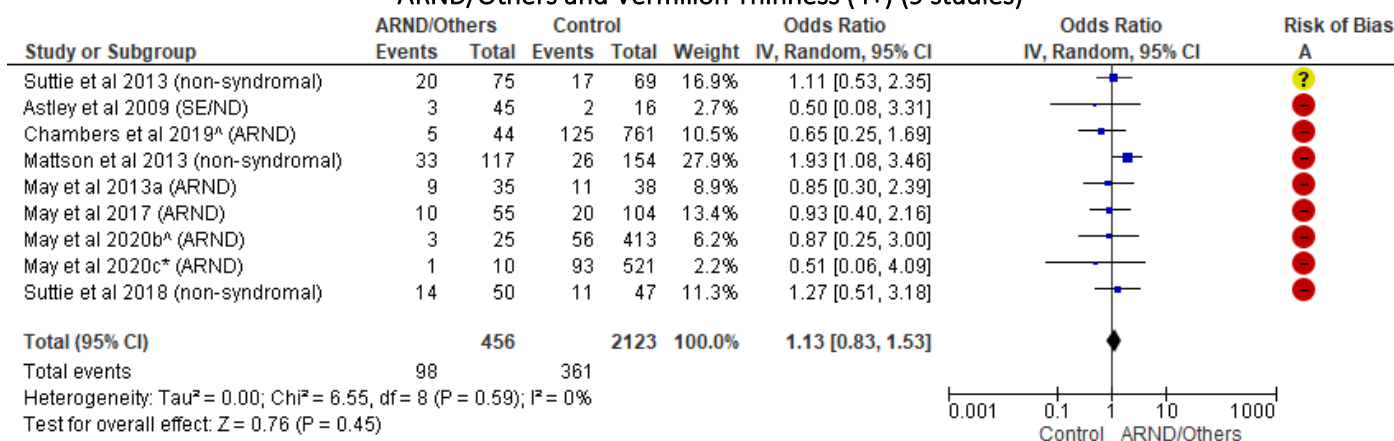 ARND/Others and Vermilion Thinness (4+) (9 studies)
ARND/Others Control Odds Ratio Odds Ratio Risk of Bias
Study or Subgroup Events Total Events Total Weight IV, Random, 95% CI IV, Random, 95% CI A
Suttie et al 2013 (non-syndromal) 20 75 17 69 16.9% 1.11 [0.53, 2.35] ?
Astley et al 2009 (SE/ND) 3 45 2 16 2.7% 0.50 [0.08, 3.31] −
Chambers et al 2019^ (ARND) 5 44 125 761 10.5% 0.65 [0.25, 1.69] −
Mattson et al 2013 (non-syndromal) 33 117 26 154 27.9% 1.93 [1.08, 3.46] −
May et al 2013a (ARND) 9 35 11 38 8.9% 0.85 [0.30, 2.39] −
May et al 2017 (ARND) 10 55 20 104 13.4% 0.93 [0.40, 2.16] −
May et al 2020b^ (ARND) 3 25 56 413 6.2% 0.87 [0.25, 3.00] −
May et al 2020c* (ARND) 1 10 93 521 2.2% 0.51 [0.06, 4.09] −
Suttie et al 2018 (non-syndromal) 14 50 11 47 11.3% 1.27 [0.51, 3.18] −
Total (95% CI) 456 2123 100.0% 1.13 [0.83, 1.53]
Total events 98 361
Heterogeneity: Tau² = 0.00; Chi² = 6.55, df = 8 (P = 0.59); I² = 0%
Test for overall effect: Z = 0.76 (P = 0.45)
0.001 0.1 1 10 1000
Control ARND/Others